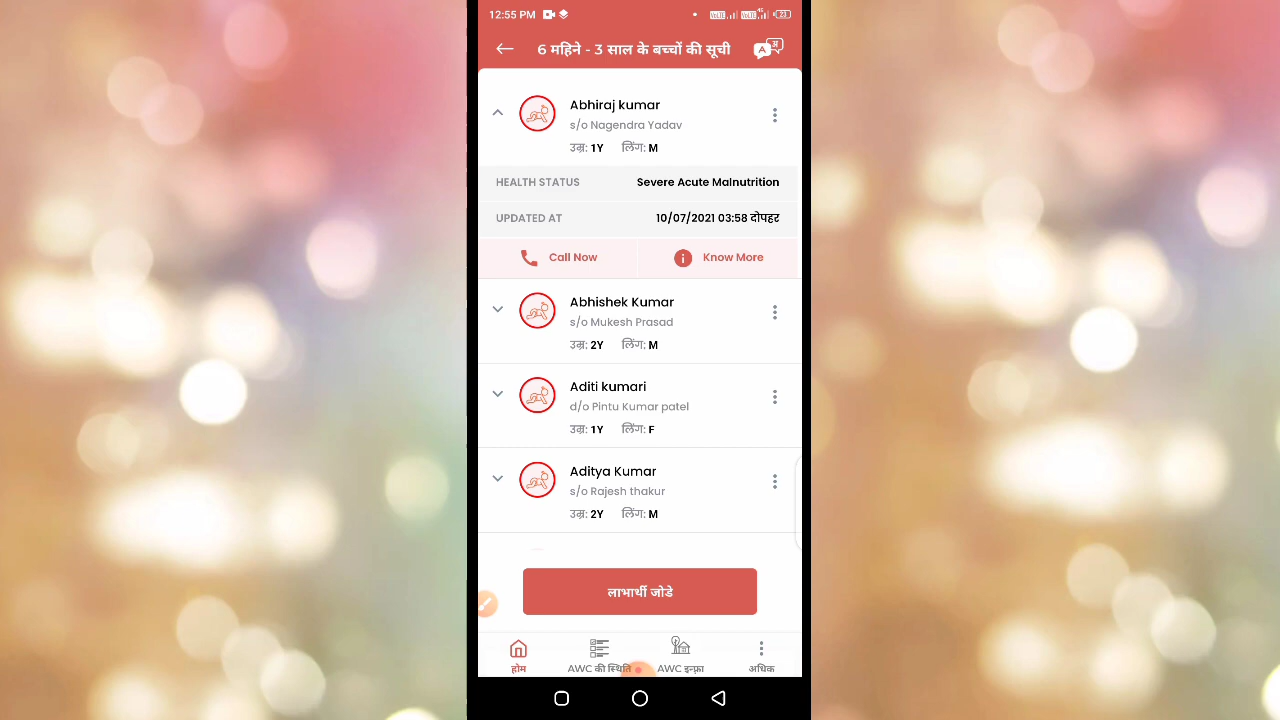 12:55 PM
6 महिने - 3 साल के बच्चों की सूची
Abhiraj kumar
s/o Nagendra Yadav
उम्र: 1Y लिंग: M
HEALTH STATUS Severe Acute Malnutrition
UPDATED AT 10/07/2021 03:58 दोपहर
Call Now Know More
Abhishek Kumar
s/o Mukesh Prasad
उम्र: 2Y लिंग: M
Aditi kumari
d/o Pintu Kumar patel
उम्र: 1Y लिंग: F
Aditya Kumar
s/o Rajesh thakur
उम्र: 2Y लिंग: M
लाभार्थी जोडे
होम AWC की स्थिति AWC इन्फ्रा अधिक